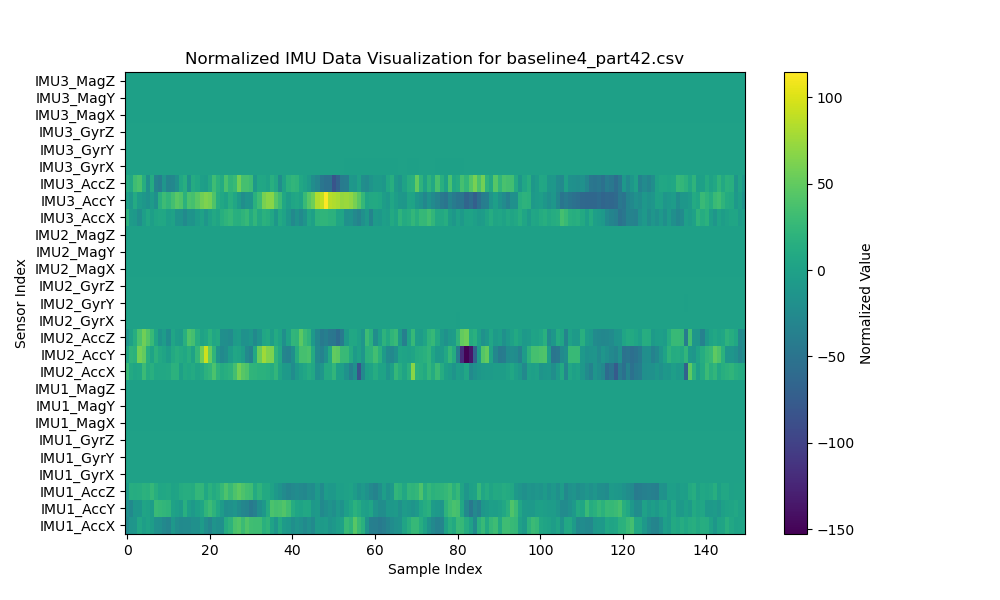 Normalized IMU Data Visualization for baseline4_part42.csv
IMU3_MagZ
IMU3_MagY
IMU3_MagX
IMU3_GyrZ
IMU3_GyrY
IMU3_GyrX
IMU3_AccZ
IMU3_AccY
IMU3_AccX
IMU2_MagZ
IMU2_MagY
IMU2_MagX
IMU2_GyrZ
IMU2_GyrY
IMU2_GyrX
IMU2_AccZ
IMU2_AccY
IMU2_AccX
IMU1_MagZ
IMU1_MagY
IMU1_MagX
IMU1_GyrZ
IMU1_GyrY
IMU1_GyrX
IMU1_AccZ
IMU1_AccY
IMU1_AccX
Sensor Index
0 20 40 60 80 100 120 140
Sample Index
100
50
0
−50
−100
−150
Normalized Value